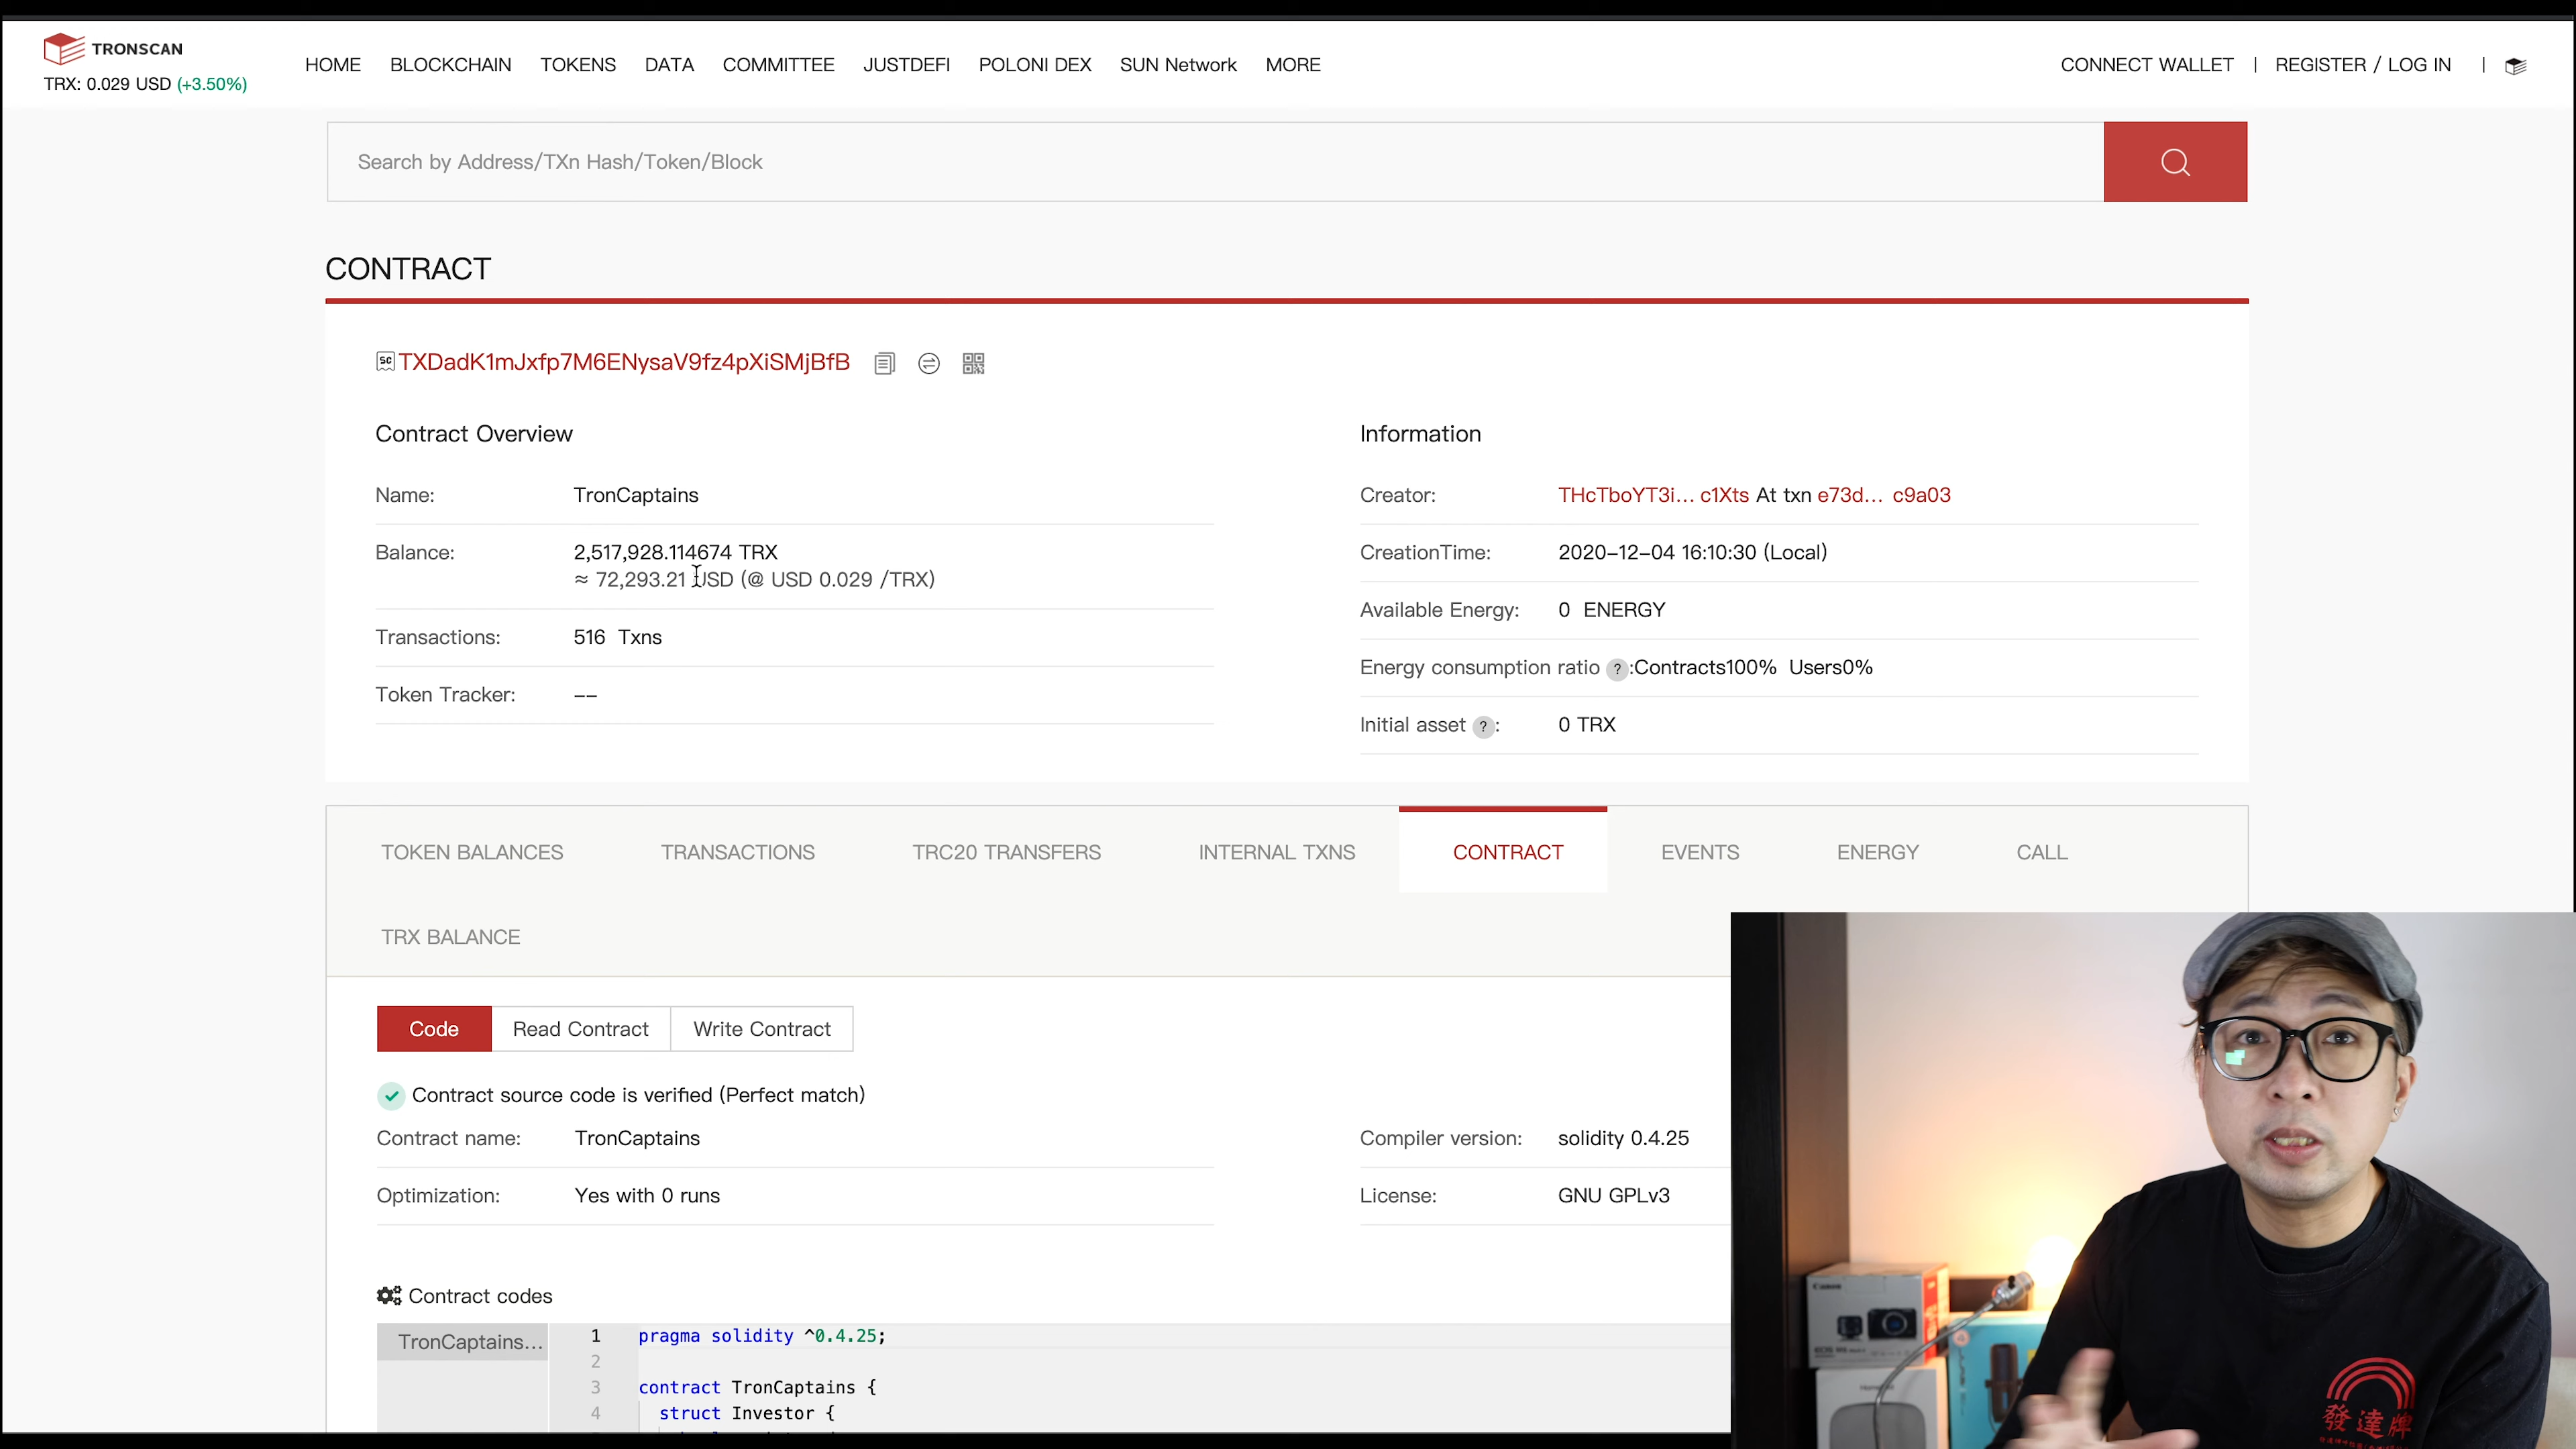 TRONSCAN
TRX: 0.029 USD (+3.50%)
HOME BLOCKCHAIN TOKENS DATA COMMITTEE JUSTDEFI POLONI DEX SUN Network MORE
CONNECT WALLET | REGISTER / LOG IN |
Search by Address/TXn Hash/Token/Block
CONTRACT
SC TXDadK1mJxfp7M6ENysaV9fz4pXiSMjBfB
Contract Overview
Name: TronCaptains
Balance: 2,517,928.114674 TRX
≈ 72,293.21 USD (@ USD 0.029 /TRX)
Transactions: 516 Txns
Token Tracker: --
Information
Creator: THcTboYT3i... c1Xts At txn e73d... c9a03
CreationTime: 2020-12-04 16:10:30 (Local)
Available Energy: 0 ENERGY
Energy consumption ratio ?:Contracts100% Users0%
Initial asset ?: 0 TRX
TOKEN BALANCES TRANSACTIONS TRC20 TRANSFERS INTERNAL TXNS CONTRACT EVENTS ENERGY CALL
TRX BALANCE
Code Read Contract Write Contract
Contract source code is verified (Perfect match)
Contract name: TronCaptains
Compiler version: solidity 0.4.25
Optimization: Yes with 0 runs
License: GNU GPLv3
Contract codes
TronCaptains...
1 pragma solidity ^0.4.25;
2
3 contract TronCaptains {
4 struct Investor {
Canon
發達牌